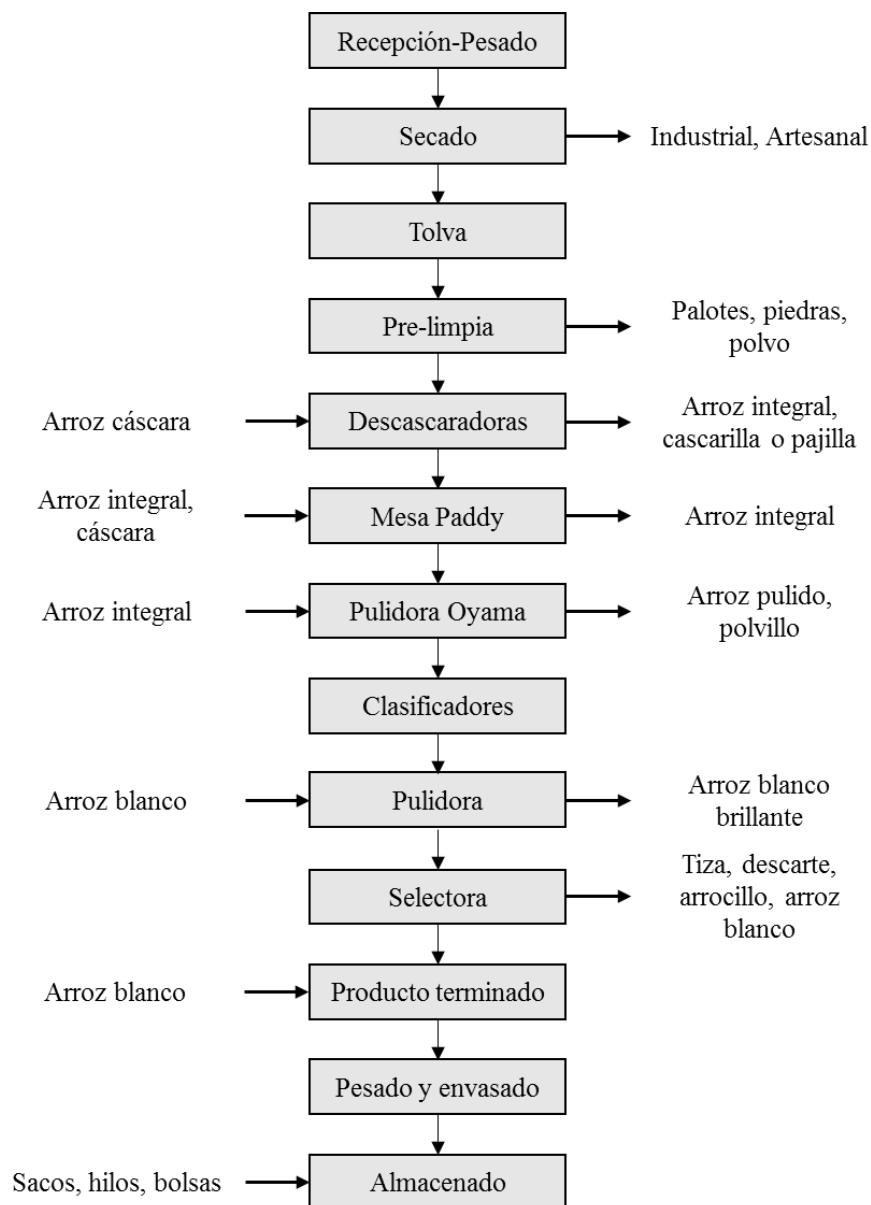 Recepción-Pesado
Secado
Industrial, Artesanal
Tolva
Pre-limpia
Palotes, piedras,
polvo
Arroz cáscara
Descascaradoras
Arroz integral,
cascarilla o pajilla
Arroz integral,
cáscara
Mesa Paddy
Arroz integral
Arroz integral
Pulidora Oyama
Arroz pulido,
polvillo
Clasificadores
Arroz blanco
Pulidora
Arroz blanco
brillante
Selectora
Tiza, descarte,
arrocillo, arroz
blanco
Arroz blanco
Producto terminado
Pesado y envasado
Sacos, hilos, bolsas
Almacenado